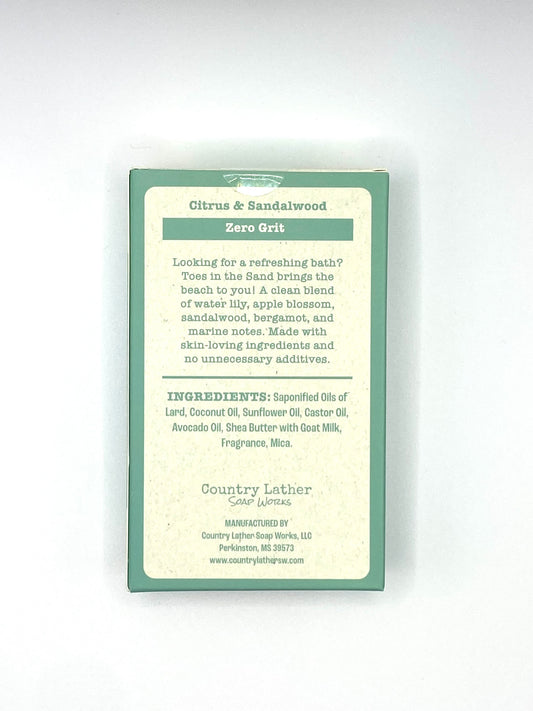 Citrus & Sandalwood
Zero Grit
Looking for a refreshing bath?
Toes in the Sand brings the
beach to you! A clean blend
of water lily, apple blossom,
sandalwood, bergamot, and
marine notes. Made with
skin-loving ingredients and
no unnecessary additives.
INGREDIENTS: Saponified Oils of
Lard, Coconut Oil, Sunflower Oil, Castor Oil,
Avocado Oil, Shea Butter with Goat Milk,
Fragrance, Mica.
Country Lather
SOAP WORKS
MANUFACTURED BY
Country Lather Soap Works, LLC
Perkinston, MS 39573
www.countrylathersw.com